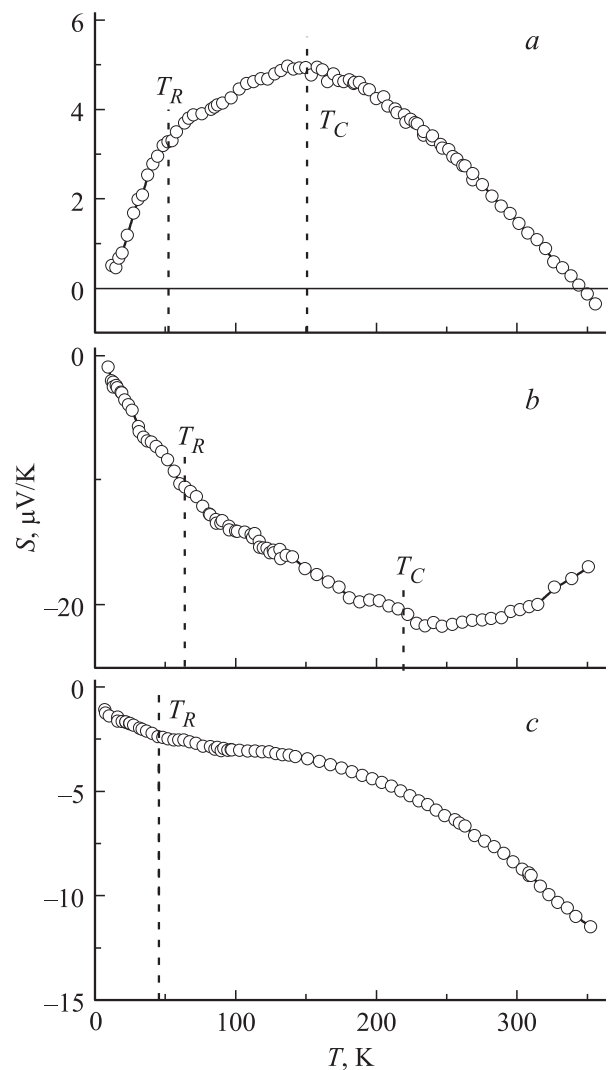 6
a
T_R
4
T_C
2
0
0
b
T_R
S, μV/K
T_C
–20
0
T_R
c
–5
–10
–15
0 100 200 300
T, K